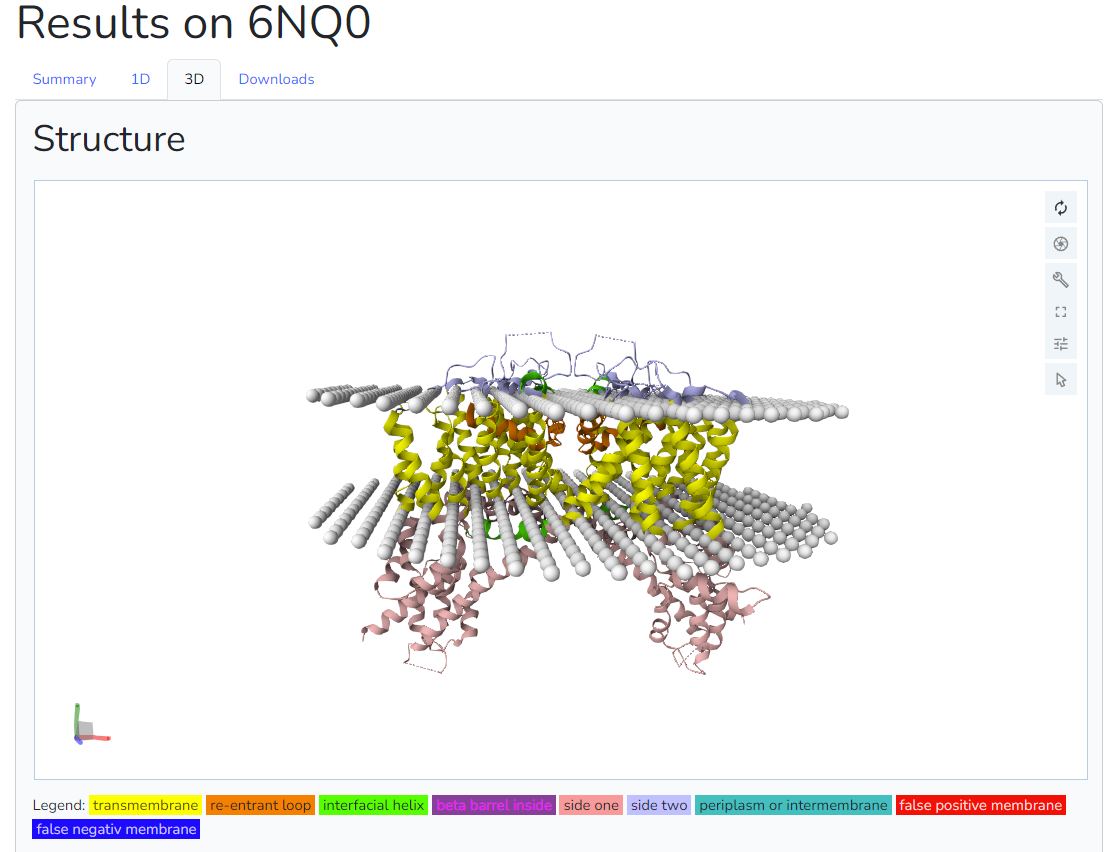 Results on 6NQ0
Summary 1D 3D Downloads
Structure
Legend: transmembrane re-entrant loop interfacial helix beta barrel inside side one side two periplasm or intermembrane false positive membrane
false negativ membrane